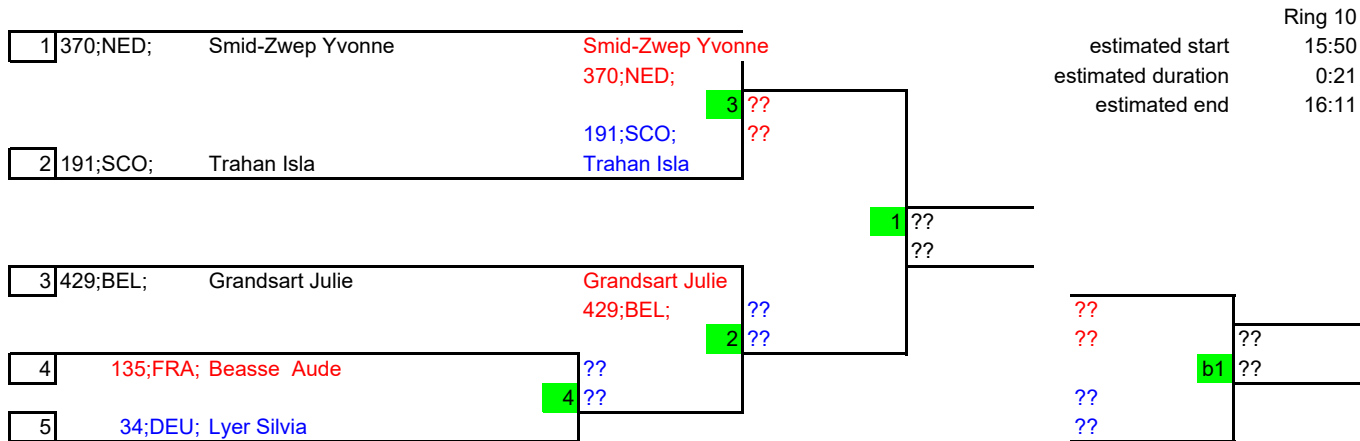 Ring 10
1 370;NED; Smid-Zwep Yvonne Smid-Zwep Yvonne estimated start 15:50
370;NED; estimated duration 0:21
3 ?? estimated end 16:11
191;SCO; ??
2 191;SCO; Trahan Isla Trahan Isla
1 ??
??
3 429;BEL; Grandsart Julie Grandsart Julie
429;BEL; ?? ??
2 ?? ?? ??
4 135;FRA; Beasse Aude ?? b1 ??
4 ?? ??
5 34;DEU; Lyer Silvia ??